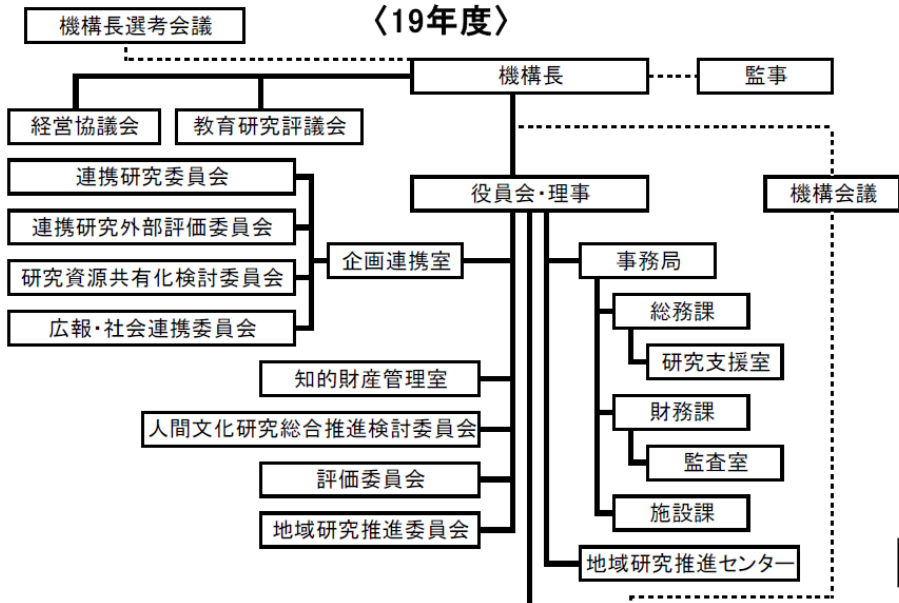 〈19年度〉
機構長選考会議
機構長
監事
経営協議会
教育研究評議会
連携研究委員会
役員会・理事
機構会議
連携研究外部評価委員会
企画連携室
事務局
研究資源共有化検討委員会
広報・社会連携委員会
総務課
研究支援室
知的財産管理室
財務課
人間文化研究総合推進検討委員会
監査室
評価委員会
施設課
地域研究推進委員会
地域研究推進センター